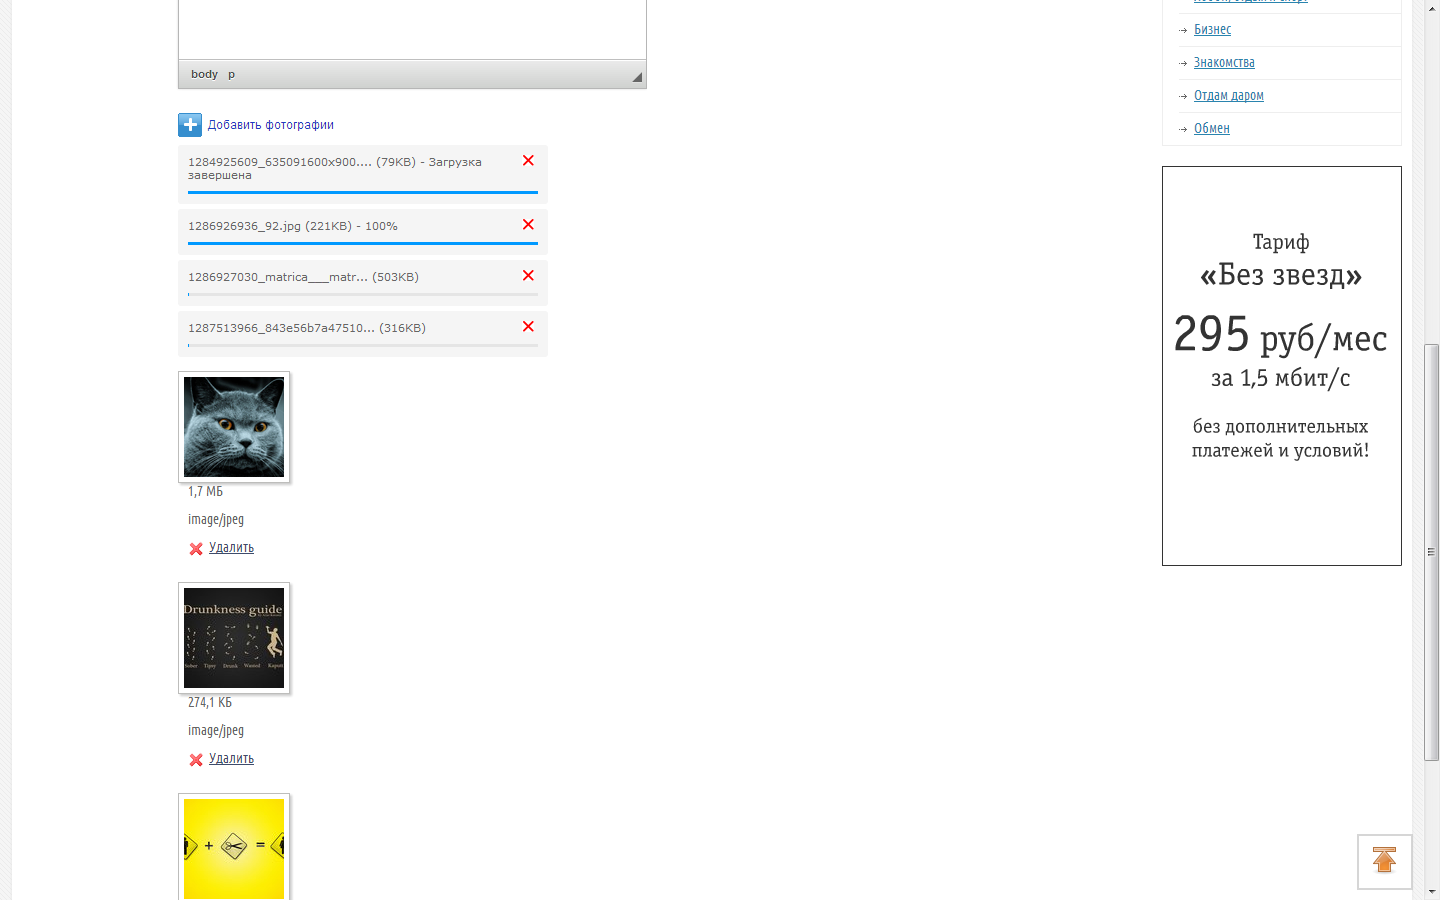 body p
Добавить фотографии
1284925609_635091600x900.... (79KB) - Загрузка
завершена
1286926936_92.jpg (221KB) - 100%
1286927030_matrica___matr... (503KB)
1287513966_843e56b7a47510... (316KB)
1,7 МБ
image/jpeg
Удалить
Drunkness guide
Sober Tipsy Drunk Wasted Kaputt
274,1 КБ
image/jpeg
Удалить
+ =
Бизнес
Знакомства
Отдам даром
Обмен
Тариф
«Без звезд»
295 руб/мес
за 1,5 мбит/с
без дополнительных
платежей и условий!